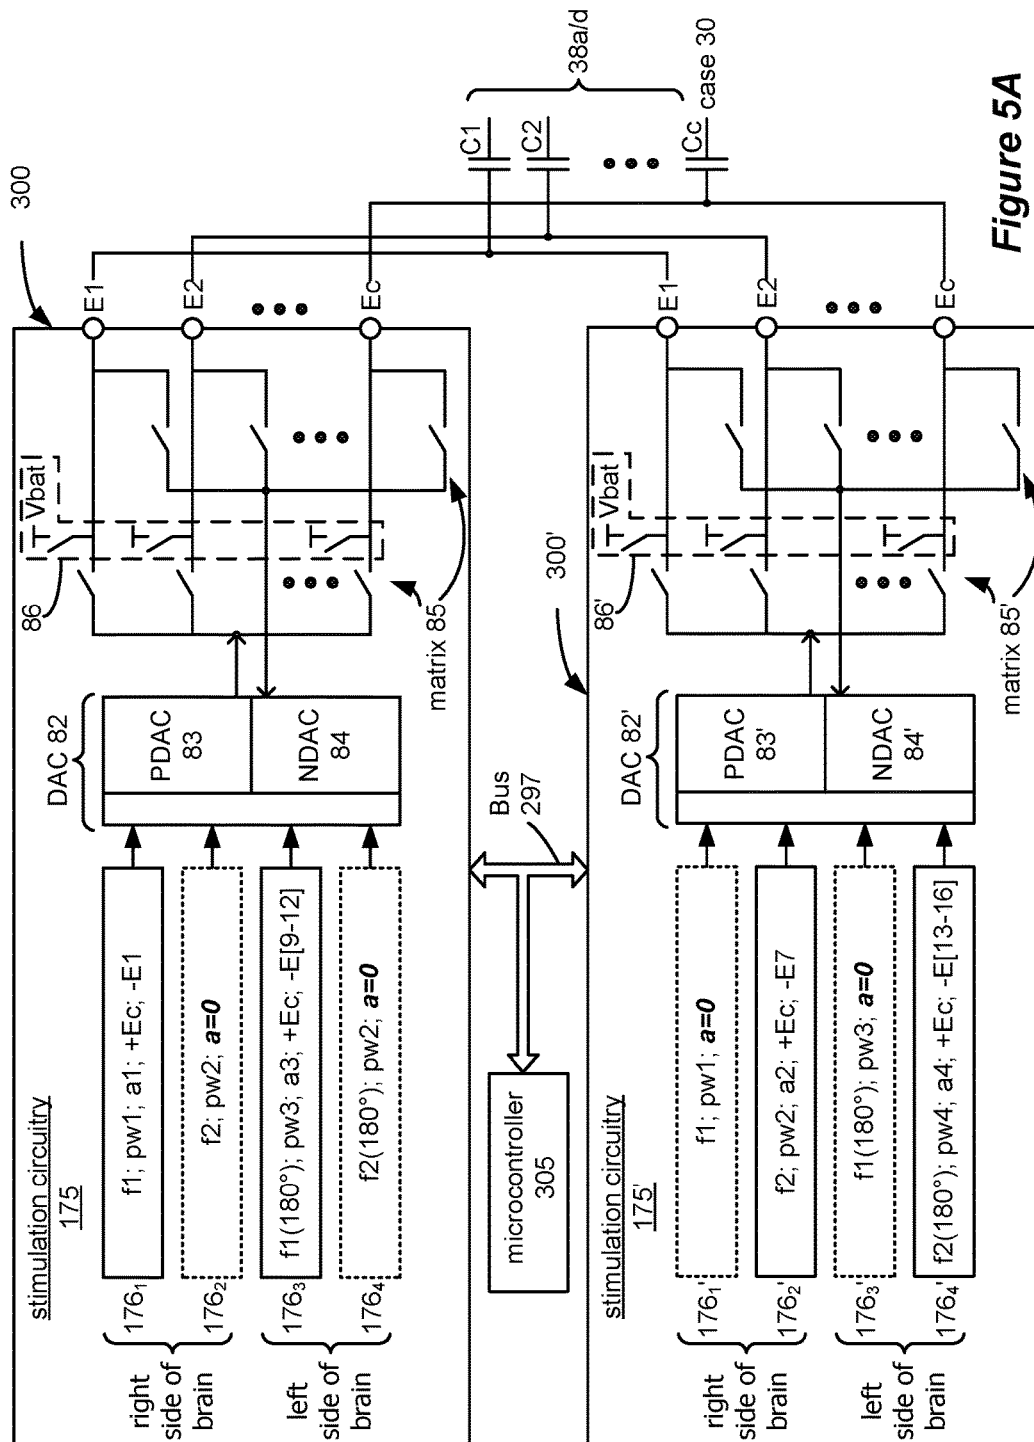 stimulation circuitry
175
right
side of
brain
left
side of
brain
176₁
176₂
176₃
176₄
f1; pw1; a1; +Ec; -E1
f2; pw2; a=0
f1(180°); pw3; a3; +Ec; -E[9-12]
f2(180°); pw2; a=0
DAC 82
PDAC
83
NDAC
84
86
Vbat
matrix 85
300
E1
E2
Ec
microcontroller
305
Bus
297
C1
C2
Cc
38a/d
case 30
stimulation circuitry
175'
right
side of
brain
left
side of
brain
176₁'
176₂'
176₃'
176₄'
f1; pw1; a=0
f2; pw2; a2; +Ec; -E7
f1(180°); pw3; a=0
f2(180°); pw4; a4; +Ec; -E[13-16]
DAC 82'
PDAC
83'
NDAC
84'
86'
Vbat
matrix 85'
300'
E1
E2
Ec
Figure 5A